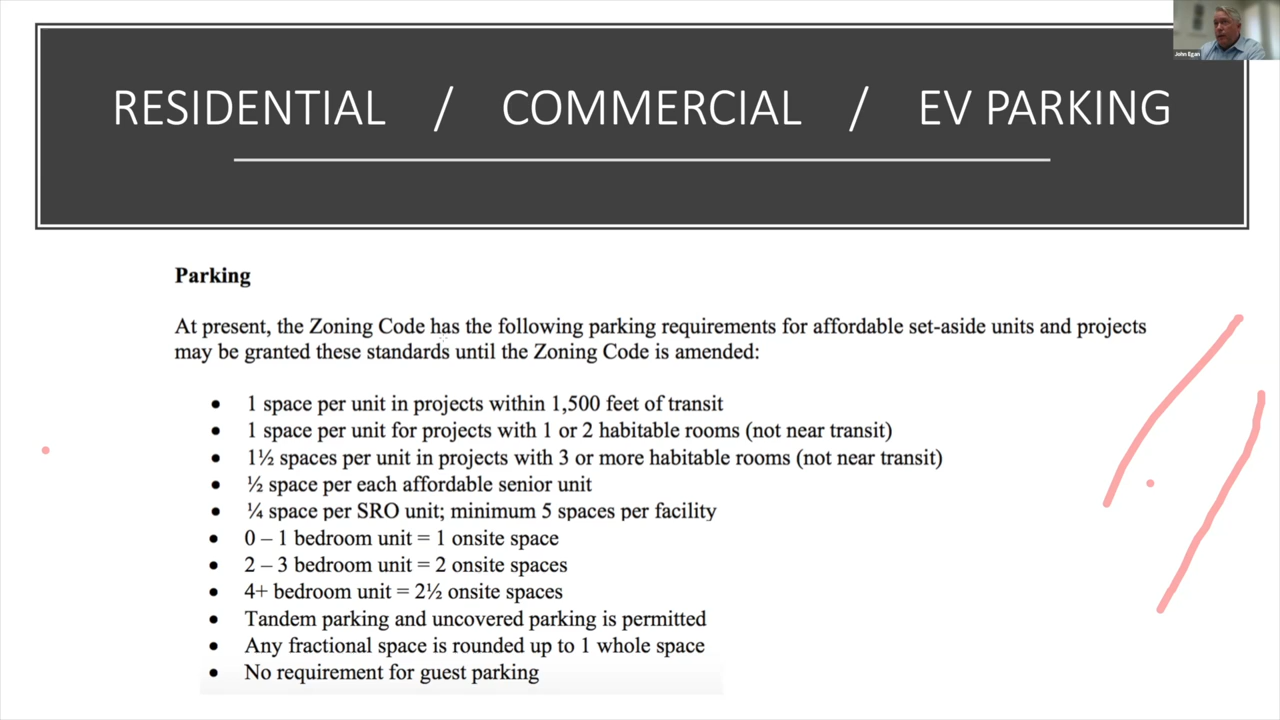 John Egan
RESIDENTIAL / COMMERCIAL / EV PARKING
Parking
At present, the Zoning Code has the following parking requirements for affordable set-aside units and projects
may be granted these standards until the Zoning Code is amended:
• 1 space per unit in projects within 1,500 feet of transit
• 1 space per unit for projects with 1 or 2 habitable rooms (not near transit)
• 1½ spaces per unit in projects with 3 or more habitable rooms (not near transit)
• ½ space per each affordable senior unit
• ¼ space per SRO unit; minimum 5 spaces per facility
• 0 – 1 bedroom unit = 1 onsite space
• 2 – 3 bedroom unit = 2 onsite spaces
• 4+ bedroom unit = 2½ onsite spaces
• Tandem parking and uncovered parking is permitted
• Any fractional space is rounded up to 1 whole space
• No requirement for guest parking